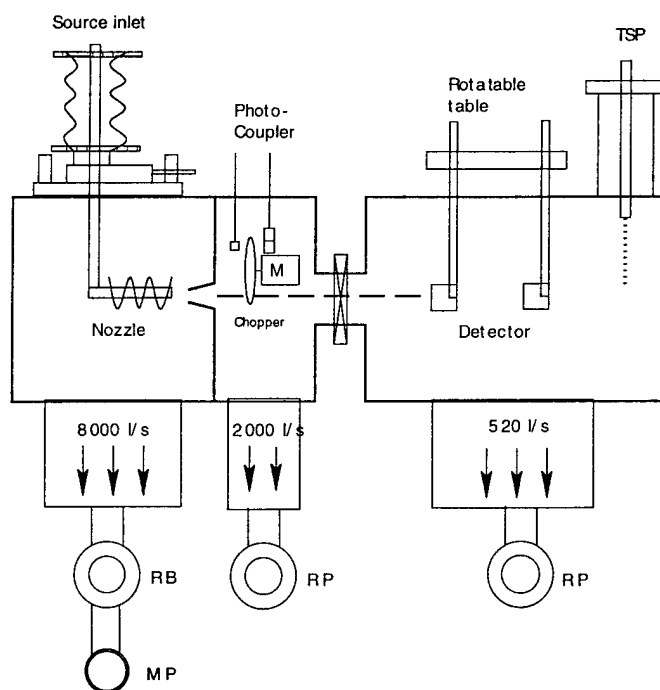 Source inlet
TSP
Photo-
Coupler
Rotatable
table
M
Nozzle
Chopper
Detector
8000 l/s
2000 l/s
520 l/s
RB
RP
RP
MP